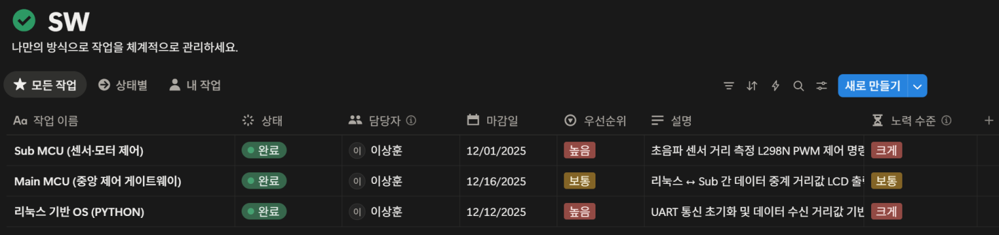 SW
나만의 방식으로 작업을 체계적으로 관리하세요.
모든 작업 상태별 내 작업 새로 만들기
Aa 작업 이름 상태 담당자 마감일 우선순위 설명 노력 수준
Sub MCU (센서·모터 제어) 완료 이 이상훈 12/01/2025 높음 초음파 센서 거리 측정 L298N PWM 제어 명령 크게
Main MCU (중앙 제어 게이트웨이) 완료 이 이상훈 12/16/2025 보통 리눅스 ↔ Sub 간 데이터 중계 거리값 LCD 보통
리눅스 기반 OS (PYTHON) 완료 이 이상훈 12/12/2025 높음 UART 통신 초기화 및 데이터 수신 거리값 크게